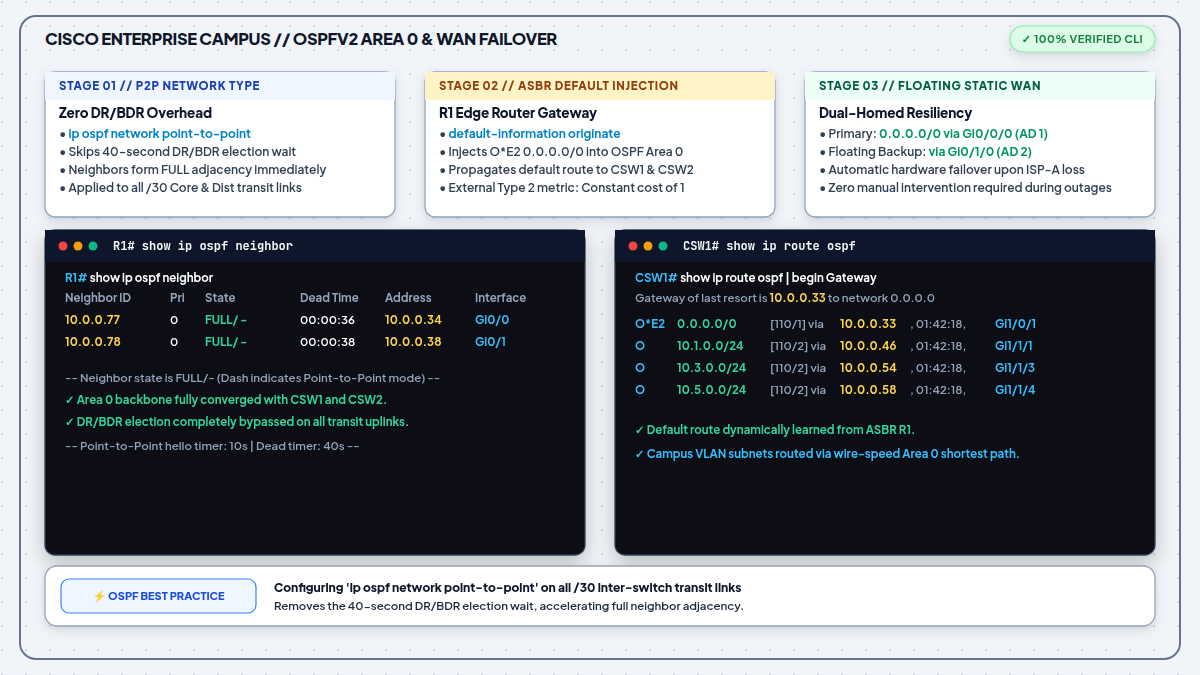 CISCO ENTERPRISE CAMPUS // OSPFV2 AREA 0 & WAN FAILOVER
✓ 100% VERIFIED CLI
STAGE 01 // P2P NETWORK TYPE
Zero DR/BDR Overhead
• ip ospf network point-to-point
• Skips 40-second DR/BDR election wait
• Neighbors form FULL adjacency immediately
• Applied to all /30 Core & Dist transit links
STAGE 02 // ASBR DEFAULT INJECTION
R1 Edge Router Gateway
• default-information originate
• Injects O*E2 0.0.0.0/0 into OSPF Area 0
• Propagates default route to CSW1 & CSW2
• External Type 2 metric: Constant cost of 1
STAGE 03 // FLOATING STATIC WAN
Dual-Homed Resiliency
• Primary: 0.0.0.0/0 via Gi0/0/0 (AD 1)
• Floating Backup: via Gi0/1/0 (AD 2)
• Automatic hardware failover upon ISP-A loss
• Zero manual intervention required during outages
R1# show ip ospf neighbor
R1# show ip ospf neighbor
Neighbor ID Pri State Dead Time Address Interface
10.0.0.77 0 FULL/ - 00:00:36 10.0.0.34 Gi0/0
10.0.0.78 0 FULL/ - 00:00:38 10.0.0.38 Gi0/1
-- Neighbor state is FULL/- (Dash indicates Point-to-Point mode) --
✓ Area 0 backbone fully converged with CSW1 and CSW2.
✓ DR/BDR election completely bypassed on all transit uplinks.
-- Point-to-Point hello timer: 10s | Dead timer: 40s --
CSW1# show ip route ospf
CSW1# show ip route ospf | begin Gateway
Gateway of last resort is 10.0.0.33 to network 0.0.0.0
O*E2 0.0.0.0/0 [110/1] via 10.0.0.33 , 01:42:18, Gi1/0/1
O 10.1.0.0/24 [110/2] via 10.0.0.46 , 01:42:18, Gi1/1/1
O 10.3.0.0/24 [110/2] via 10.0.0.54 , 01:42:18, Gi1/1/3
O 10.5.0.0/24 [110/2] via 10.0.0.58 , 01:42:18, Gi1/1/4
✓ Default route dynamically learned from ASBR R1.
✓ Campus VLAN subnets routed via wire-speed Area 0 shortest path.
⚡ OSPF BEST PRACTICE
Configuring 'ip ospf network point-to-point' on all /30 inter-switch transit links
Removes the 40-second DR/BDR election wait, accelerating full neighbor adjacency.